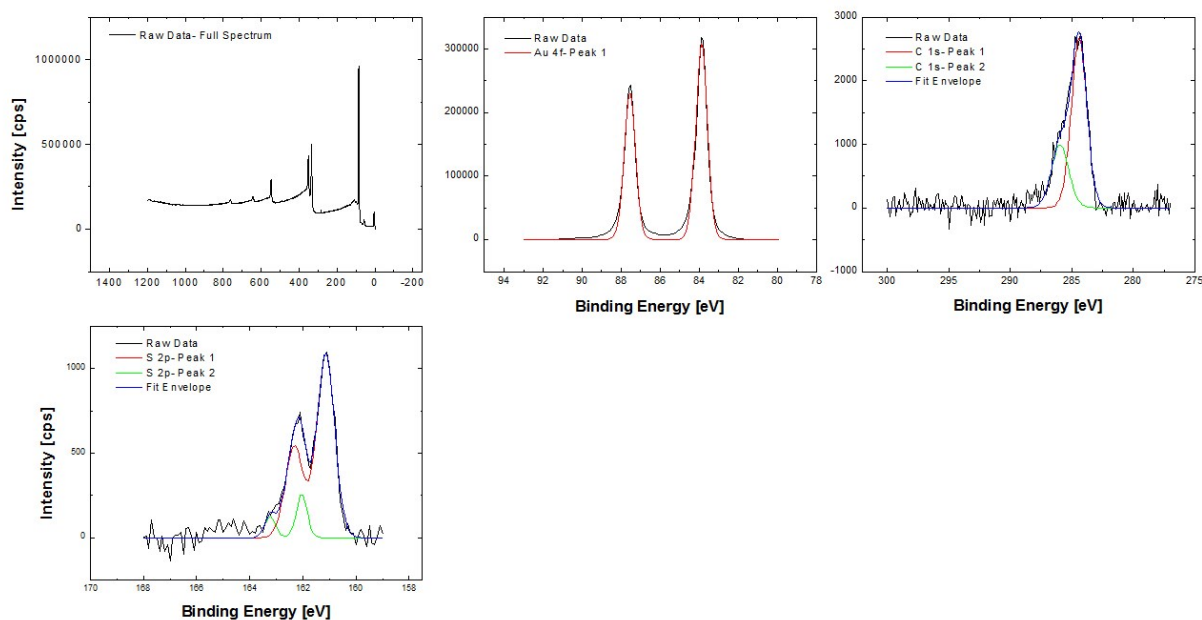 Raw Data- Full Spectrum
Intensity [cps]
1000000
500000
0
1400 1200 1000 800 600 400 200 0 -200
Raw Data
Au 4f- Peak 1
300000
200000
100000
0
94 92 90 88 86 84 82 80 78
Binding Energy [eV]
Raw Data
C 1s- Peak 1
C 1s- Peak 2
Fit Envelope
3000
2000
1000
0
-1000
300 295 290 285 280 275
Binding Energy [eV]
Raw Data
S 2p- Peak 1
S 2p- Peak 2
Fit Envelope
Intensity [cps]
1000
500
0
170 168 166 164 162 160 158
Binding Energy [eV]